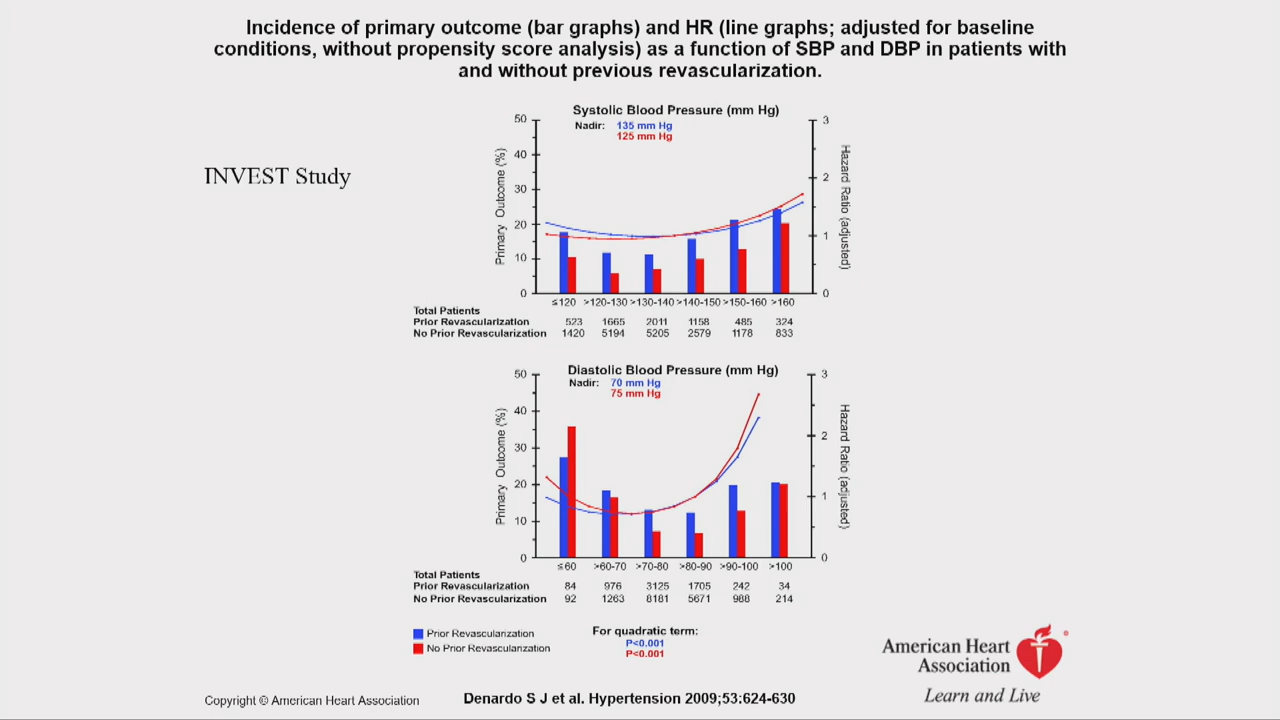 Incidence of primary outcome (bar graphs) and HR (line graphs; adjusted for baseline
conditions, without propensity score analysis) as a function of SBP and DBP in patients with
and without previous revascularization.
INVEST Study
Systolic Blood Pressure (mm Hg)
Nadir: 135 mm Hg
125 mm Hg
Primary Outcome (%)
50
40
30
20
10
0
Hazard Ratio (adjusted)
3
2
1
0
≤120 >120-130 >130-140 >140-150 >150-160 >160
Total Patients
Prior Revascularization 523 1665 2011 1158 485 324
No Prior Revascularization 1420 5194 5205 2579 1178 833
Diastolic Blood Pressure (mm Hg)
Nadir: 70 mm Hg
75 mm Hg
Primary Outcome (%)
50
40
30
20
10
0
Hazard Ratio (adjusted)
3
2
1
0
≤60 >60-70 >70-80 >80-90 >90-100 >100
Total Patients
Prior Revascularization 84 976 3125 1705 242 34
No Prior Revascularization 92 1263 8181 5671 988 214
Prior Revascularization
No Prior Revascularization
For quadratic term:
P<0.001
P<0.001
American Heart
Association
®
Learn and Live
Copyright © American Heart Association
Denardo S J et al. Hypertension 2009;53:624-630